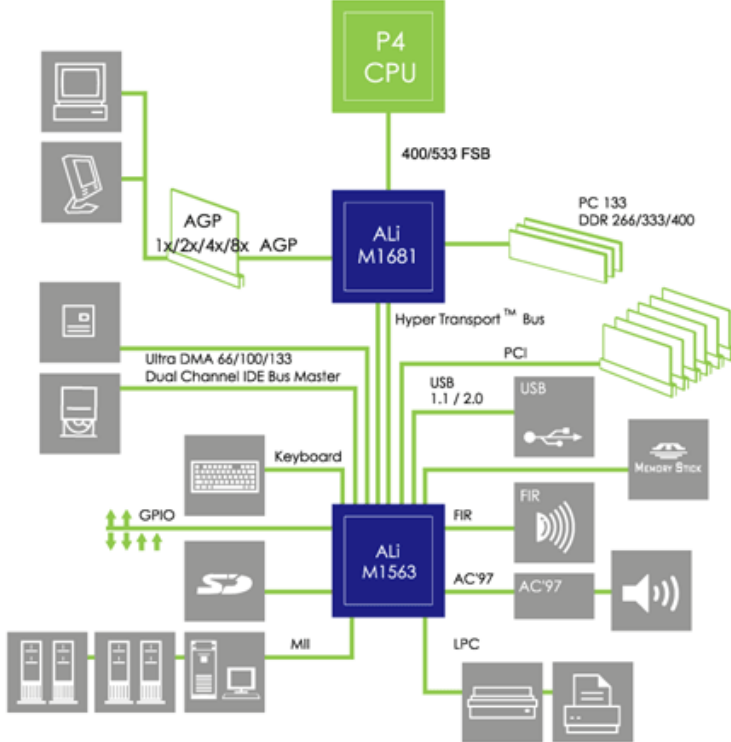 P4
CPU
400/533 FSB
PC 133
DDR 266/333/400
AGP
1x/2x/4x/8x
AGP
ALi
M1681
Hyper Transport™ Bus
PCI
Ultra DMA 66/100/133
Dual Channel IDE Bus Master
USB
1.1 / 2.0
USB
Keyboard
MEMORY STICK
GPIO
FIR
FIR
ALi
M1563
SD
AC'97
AC'97
MII
LPC